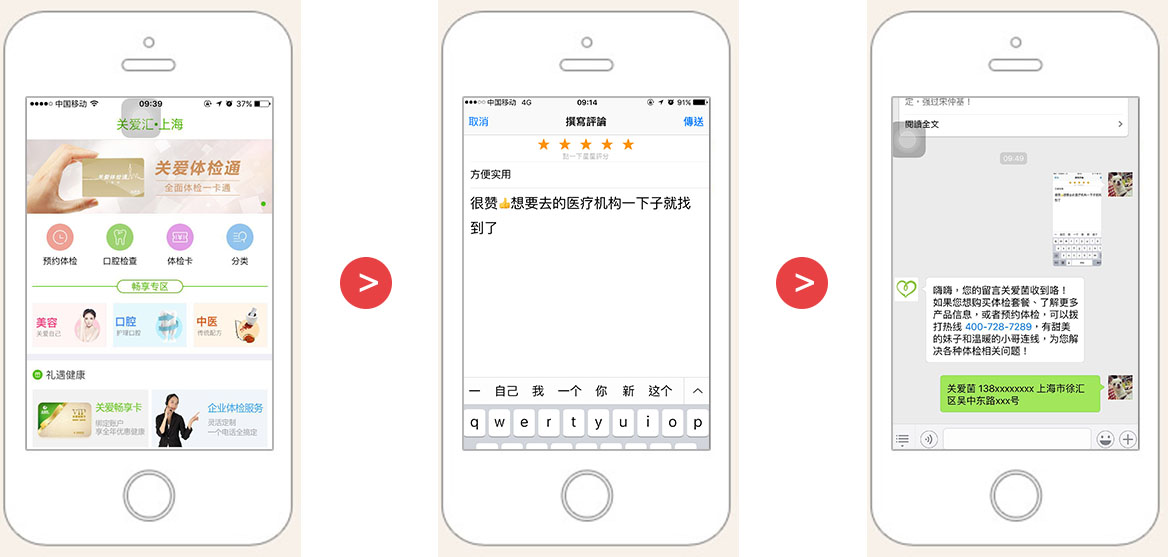 中国移动
09:39
37%
关爱汇•上海
关爱体检通
关爱体检通
全面体检一卡通
预约体检
口腔检查
体检卡
分类
畅享专区
美容
关爱自己
口腔
护理口腔
中医
传统配方
礼遇健康
VIP
关爱畅享卡
绑定账户
享全年优惠健康
企业体检服务
灵活定制
一个电话全搞定
>
中国移动 4G
09:14
91%
取消
撰寫評論
傳送
點一下星星評分
方便实用
很赞👍想要去的医疗机构一下子就找
到了
一 自己 我 一个 你 新 这个
q w e r t y u i o p
>
定,强过宋仲基!
閱讀全文
09:49
嗨嗨,您的留言关爱菌收到咯!
如果您想购买体检套餐、了解更多
产品信息,或者预约体检,可以拨
打热线 400-728-7289,有甜美
的妹子和温暖的小哥连线,为您解
决各种体检相关问题!
关爱菌 138xxxxxxxx 上海市徐汇
区吴中东路xxx号